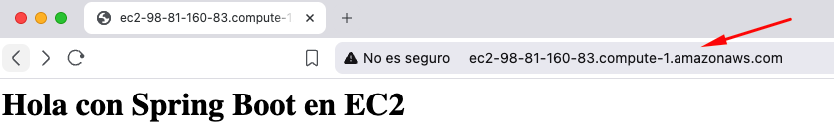 ec2-98-81-160-83.compute-1
No es seguro ec2-98-81-160-83.compute-1.amazonaws.com
Hola con Spring Boot en EC2